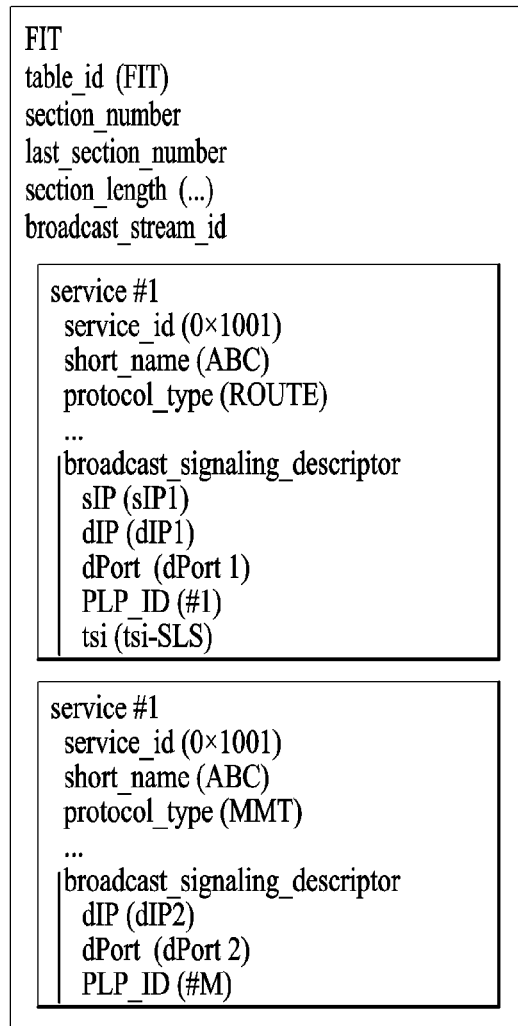 FIT
table_id (FIT)
section_number
last_section_number
section_length (...)
broadcast_stream_id
service #1
service_id (0×1001)
short_name (ABC)
protocol_type (ROUTE)
...
broadcast_signaling_descriptor
sIP (sIP1)
dIP (dIP1)
dPort (dPort 1)
PLP_ID (#1)
tsi (tsi-SLS)
service #1
service_id (0×1001)
short_name (ABC)
protocol_type (MMT)
...
broadcast_signaling_descriptor
dIP (dIP2)
dPort (dPort 2)
PLP_ID (#M)